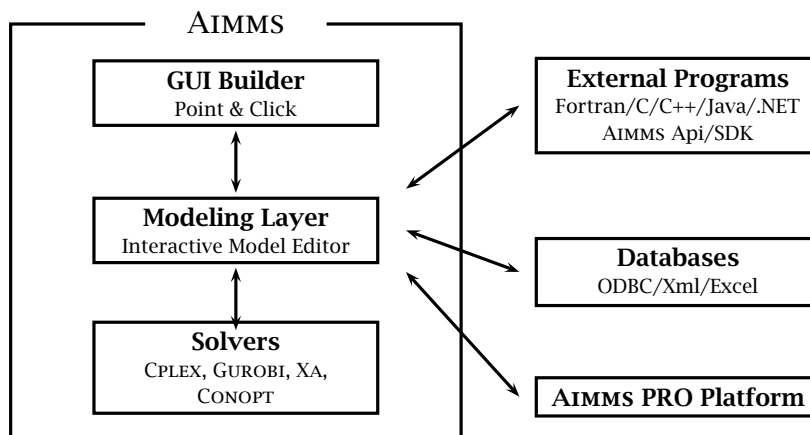 AIMMS
GUI Builder
Point & Click
Modeling Layer
Interactive Model Editor
Solvers
CPLEX, GUROBI, XA,
CONOPT
External Programs
Fortran/C/C++/Java/.NET
AIMMS Api/SDK
Databases
ODBC/Xml/Excel
AIMMS PRO Platform